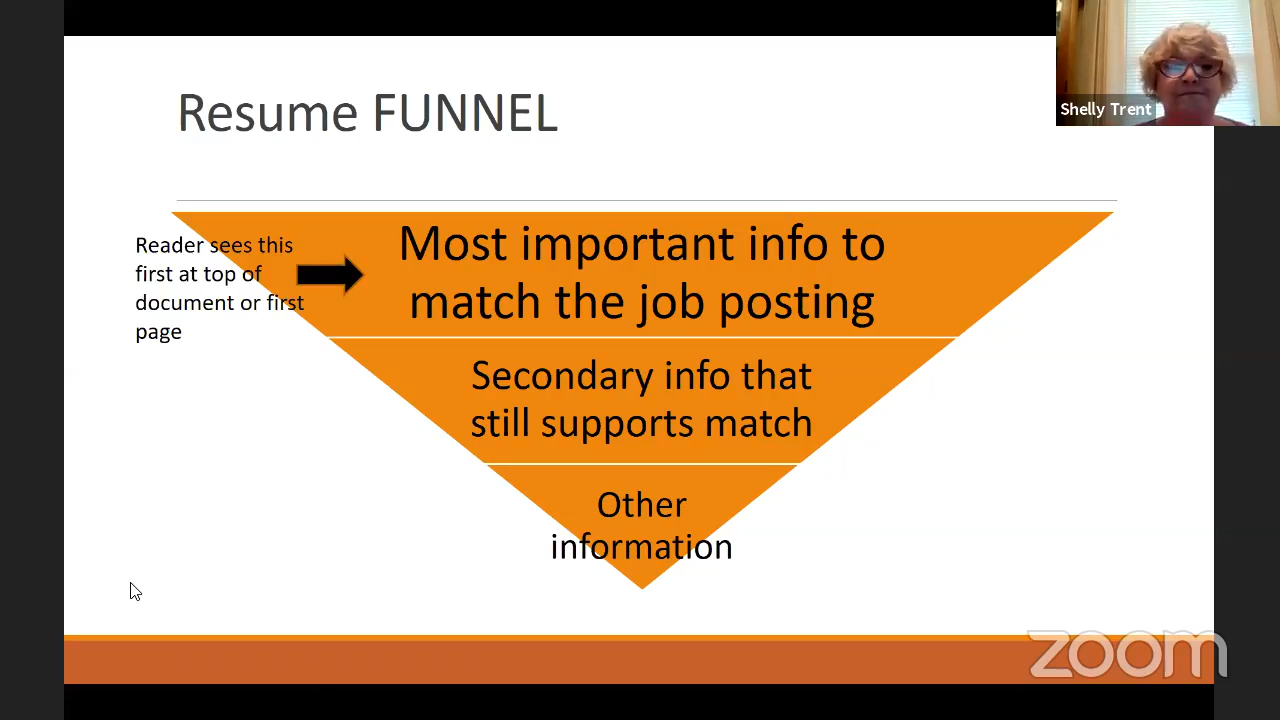 Shelly Trent
Resume FUNNEL
Reader sees this
first at top of
document or first
page
Most important info to
match the job posting
Secondary info that
still supports match
Other
information
zoom